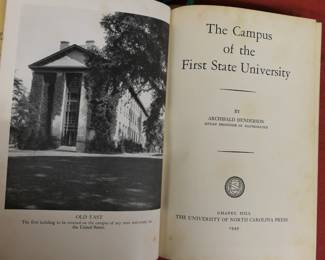 OLD EAST
The first building to be erected on the campus of any state university in
the United States.
The Campus
of the
First State University
BY
ARCHIBALD HENDERSON
KENAN PROFESSOR OF MATHEMATICS
CHAPEL HILL
THE UNIVERSITY OF NORTH CAROLINA PRESS
1949